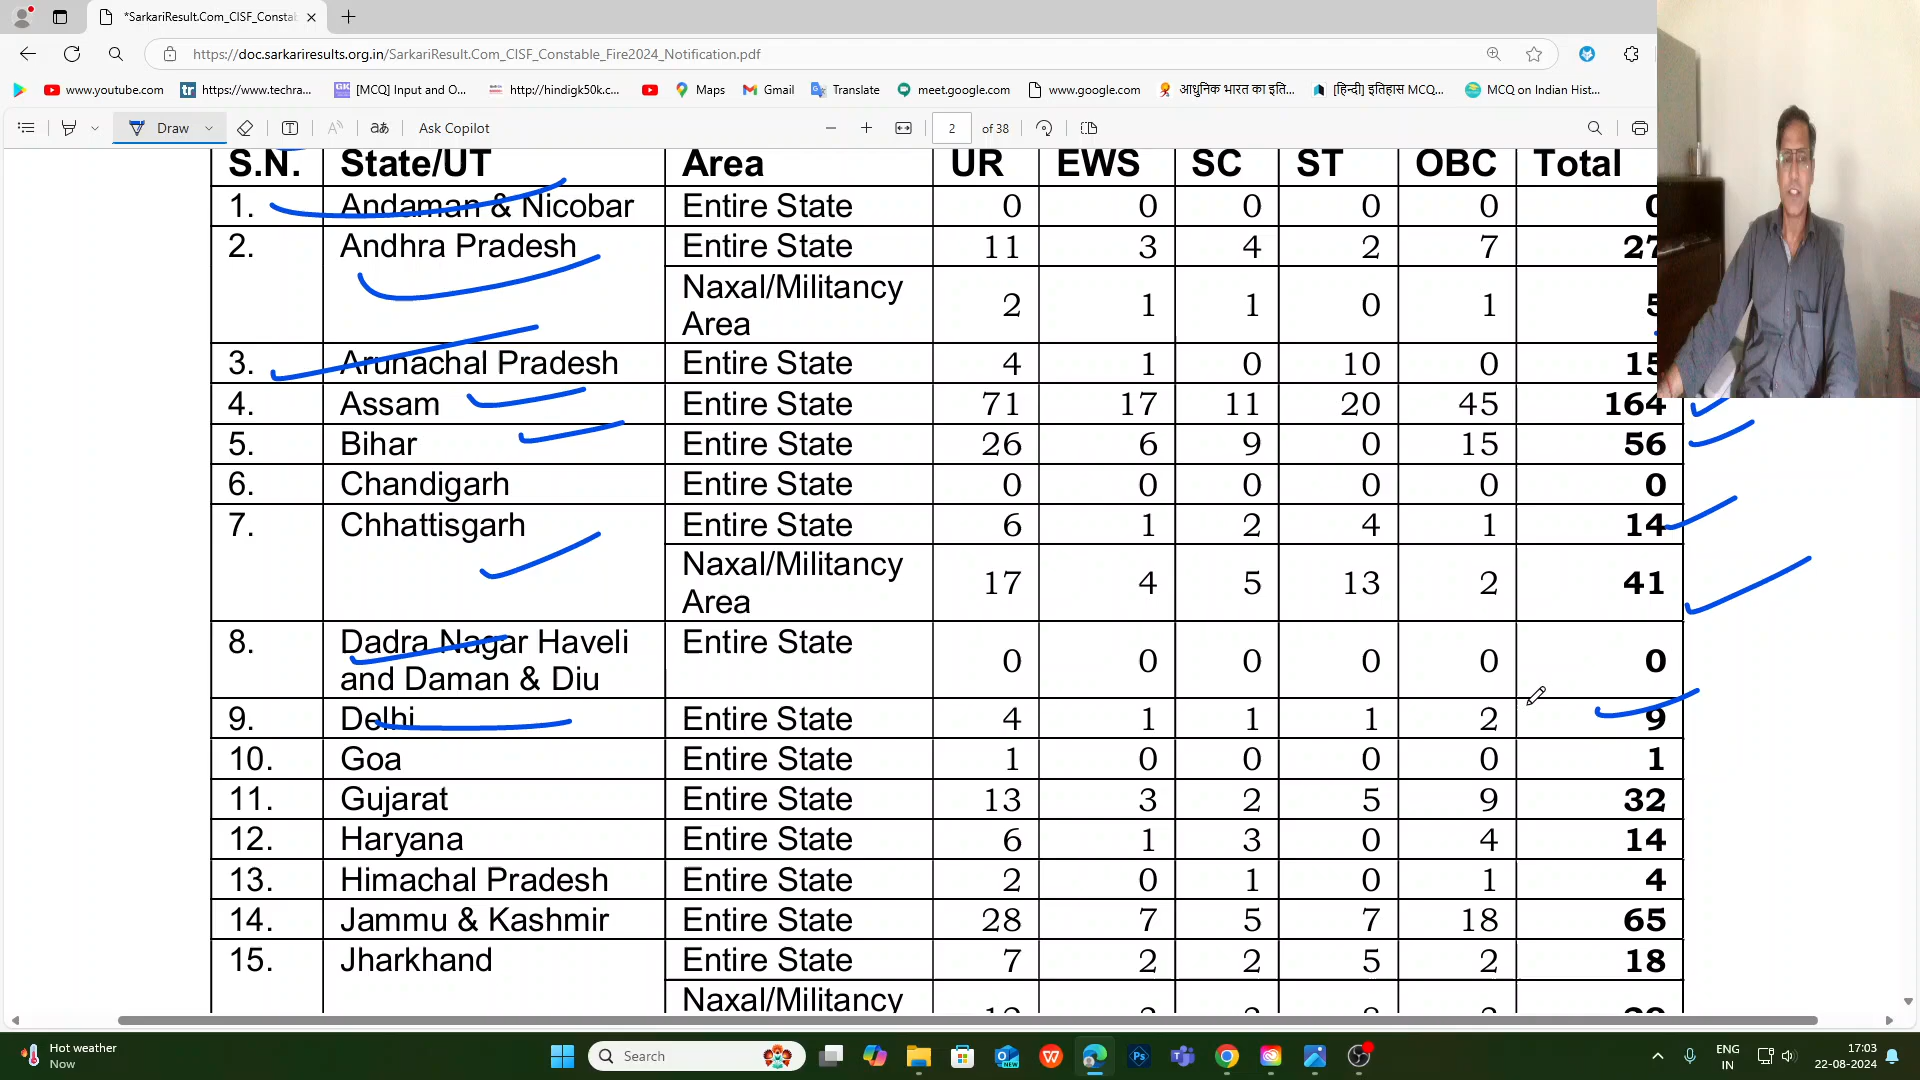 *SarkariResult.Com_CISF_Consta
https://doc.sarkariresults.org.in/SarkariResult.Com_CISF_Constable_Fire2024_Notification.pdf
www.youtube.com https://www.techra... [MCQ] Input and O... http://hindigk50k.c... Maps Gmail Translate meet.google.com www.google.com आधुनिक भारत का इति... [हिन्दी] इतिहास MCQ... MCQ on Indian Hist...
Draw aあ Ask Copilot 2 of 38
S.N. State/UT Area UR EWS SC ST OBC Total
1. Andaman & Nicobar Entire State 0 0 0 0 0 0
2. Andhra Pradesh Entire State 11 3 4 2 7 27
Naxal/Militancy
Area 2 1 1 0 1 5
3. Arunachal Pradesh Entire State 4 1 0 10 0 15
4. Assam Entire State 71 17 11 20 45 164
5. Bihar Entire State 26 6 9 0 15 56
6. Chandigarh Entire State 0 0 0 0 0 0
7. Chhattisgarh Entire State 6 1 2 4 1 14
Naxal/Militancy
Area 17 4 5 13 2 41
8. Dadra Nagar Haveli Entire State
and Daman & Diu 0 0 0 0 0 0
9. Delhi Entire State 4 1 1 1 2 9
10. Goa Entire State 1 0 0 0 0 1
11. Gujarat Entire State 13 3 2 5 9 32
12. Haryana Entire State 6 1 3 0 4 14
13. Himachal Pradesh Entire State 2 0 1 0 1 4
14. Jammu & Kashmir Entire State 28 7 5 7 18 65
15. Jharkhand Entire State 7 2 2 5 2 18
Naxal/Militancy
Hot weather
Now
Search
ENG
IN
17:03
22-08-2024